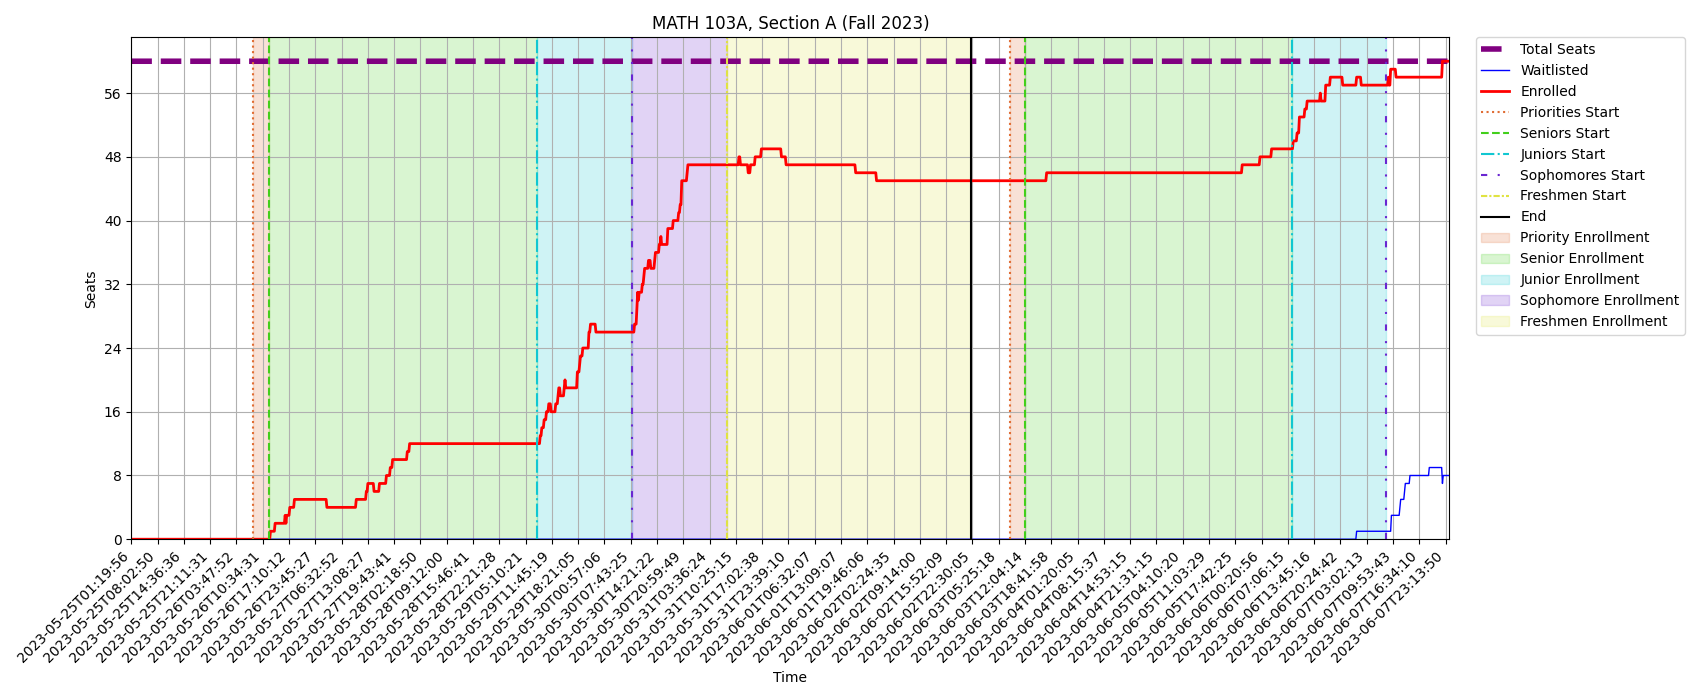 MATH 103A, Section A (Fall 2023)
Seats
56
48
40
32
24
16
8
0
2023-05-25T01:19:56
2023-05-25T08:02:50
2023-05-25T14:36:36
2023-05-25T21:11:31
2023-05-26T03:47:52
2023-05-26T10:34:31
2023-05-26T17:10:12
2023-05-26T23:45:27
2023-05-27T06:32:52
2023-05-27T13:08:27
2023-05-27T19:43:41
2023-05-28T02:18:50
2023-05-28T09:12:00
2023-05-28T15:46:41
2023-05-28T22:21:28
2023-05-29T05:10:21
2023-05-29T11:45:19
2023-05-29T18:21:05
2023-05-30T00:57:06
2023-05-30T07:43:25
2023-05-30T14:21:22
2023-05-30T20:59:49
2023-05-31T03:36:24
2023-05-31T10:25:15
2023-05-31T17:02:38
2023-05-31T23:39:10
2023-06-01T06:32:07
2023-06-01T13:09:07
2023-06-01T19:46:06
2023-06-02T02:24:35
2023-06-02T09:14:00
2023-06-02T15:52:09
2023-06-02T22:30:05
2023-06-03T05:25:18
2023-06-03T12:04:14
2023-06-03T18:41:58
2023-06-04T01:20:05
2023-06-04T08:15:37
2023-06-04T14:53:15
2023-06-04T21:31:15
2023-06-05T04:10:20
2023-06-05T11:03:29
2023-06-05T17:42:25
2023-06-06T00:20:56
2023-06-06T07:06:15
2023-06-06T13:45:16
2023-06-06T20:24:42
2023-06-07T03:02:13
2023-06-07T09:53:43
2023-06-07T16:34:10
2023-06-07T23:13:50
Time
Total Seats
Waitlisted
Enrolled
Priorities Start
Seniors Start
Juniors Start
Sophomores Start
Freshmen Start
End
Priority Enrollment
Senior Enrollment
Junior Enrollment
Sophomore Enrollment
Freshmen Enrollment